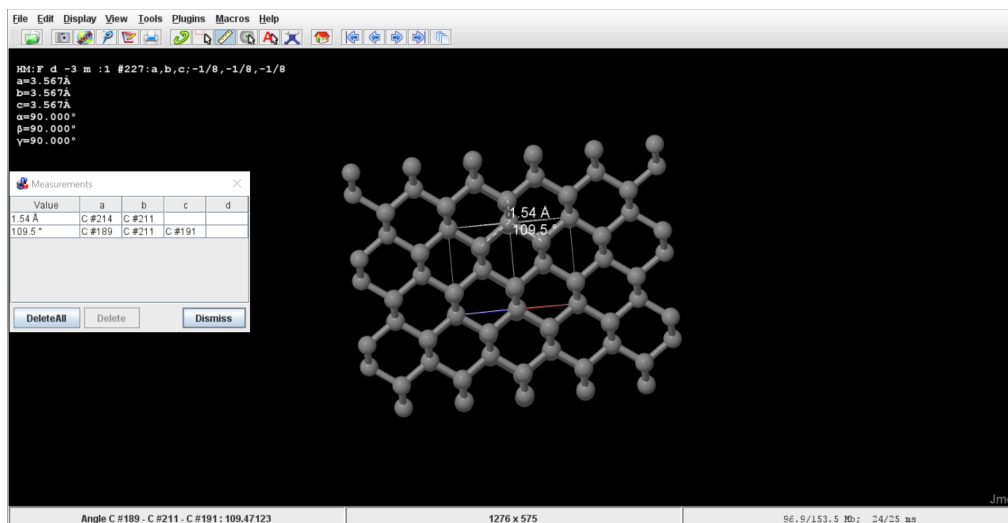 File Edit Display View Tools Plugins Macros Help
HM:F d -3 m :1 #227:a,b,c;-1/8,-1/8,-1/8
a=3.567Å
b=3.567Å
c=3.567Å
α=90.000°
β=90.000°
γ=90.000°
Measurements
Value a b c d
1.54 Å C #214 C #211
109.5 ° C #189 C #211 C #191
DeleteAll Delete Dismiss
1.54 Å
109.5 °
Jm
Angle C #189 - C #211 - C #191 : 109.47123 1276 x 575 96.9/153.5 Mb; 24/25 ms